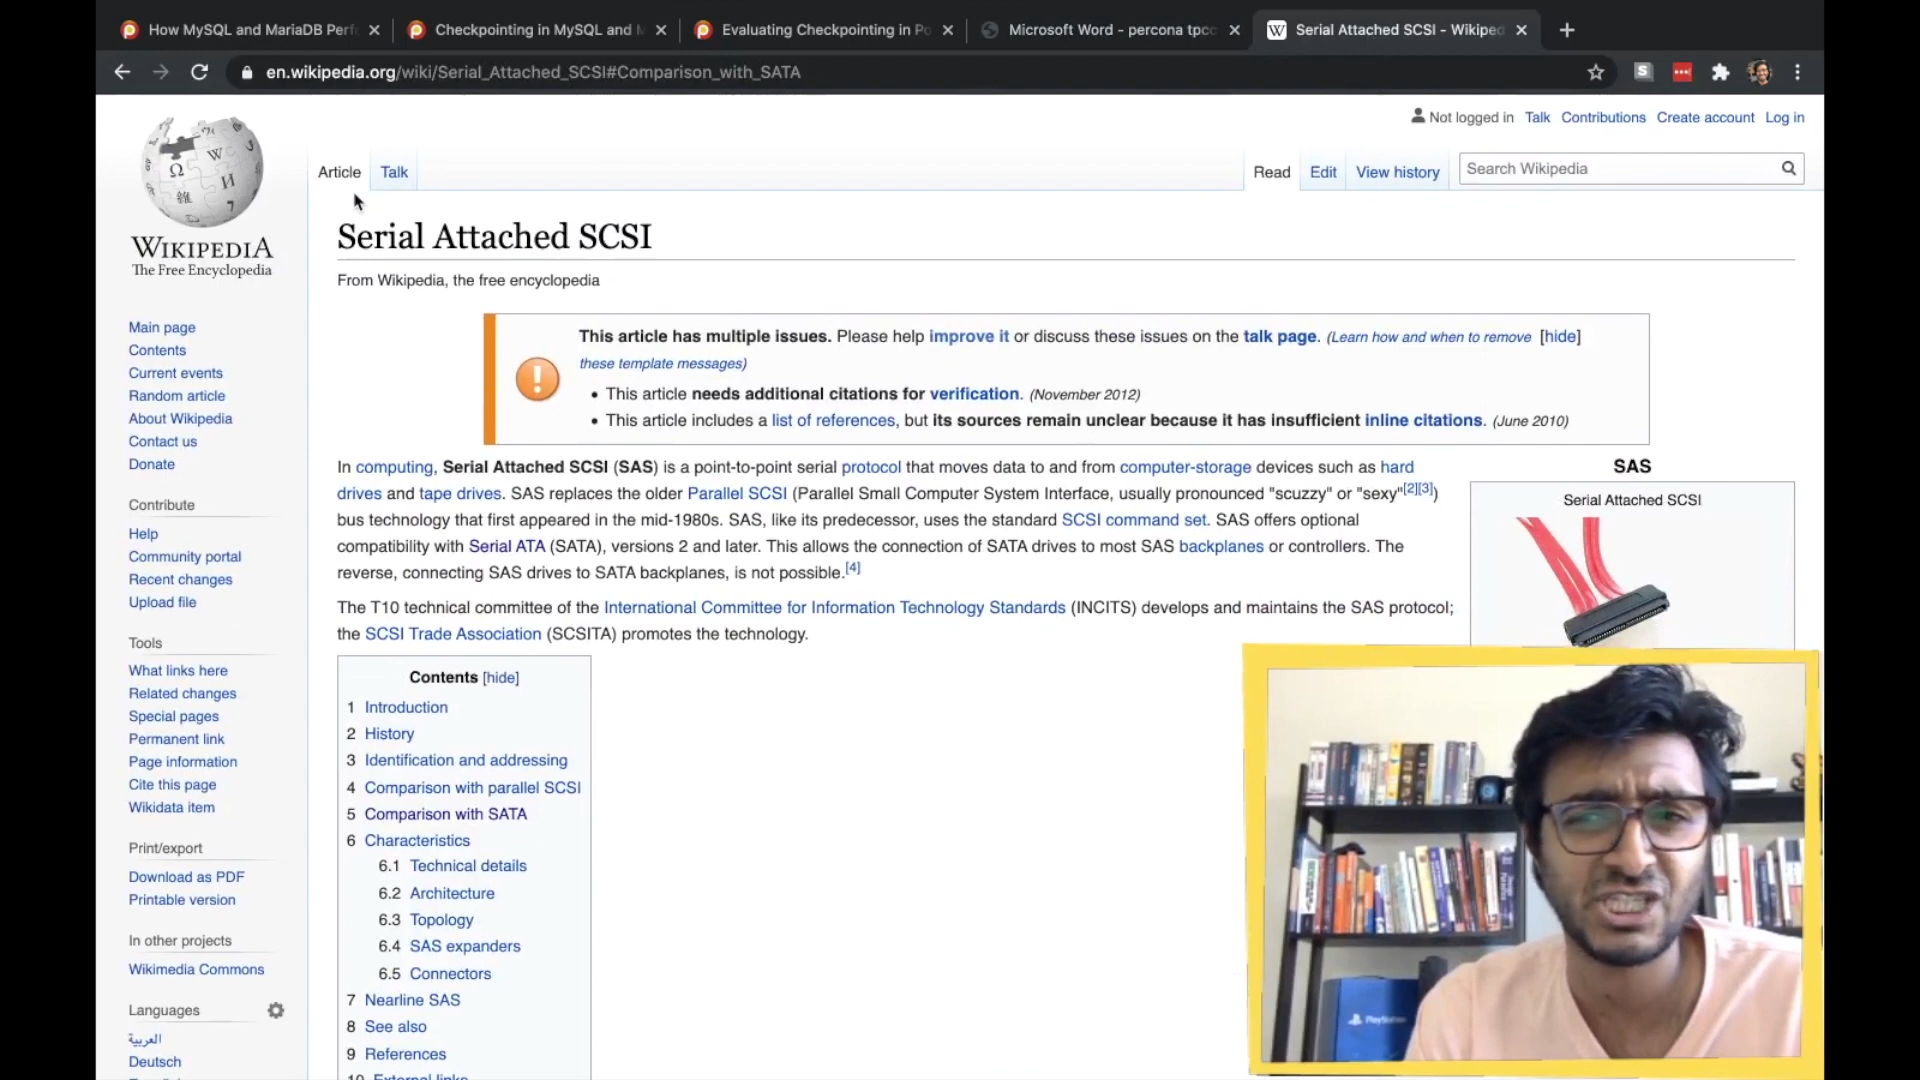 How MySQL and MariaDB Perf
Checkpointing in MySQL and M
Evaluating Checkpointing in Po
Microsoft Word - percona tpcc
Serial Attached SCSI - Wikiped
en.wikipedia.org/wiki/Serial_Attached_SCSI#Comparison_with_SATA
Not logged in Talk Contributions Create account Log in
Article Talk Read Edit View history Search Wikipedia
WIKIPEDIA
The Free Encyclopedia
Main page
Contents
Current events
Random article
About Wikipedia
Contact us
Donate
Contribute
Help
Community portal
Recent changes
Upload file
Tools
What links here
Related changes
Special pages
Permanent link
Page information
Cite this page
Wikidata item
Print/export
Download as PDF
Printable version
In other projects
Wikimedia Commons
Languages
العربية
Deutsch
Serial Attached SCSI
From Wikipedia, the free encyclopedia
This article has multiple issues. Please help improve it or discuss these issues on the talk page. (Learn how and when to remove [hide]
these template messages)
• This article needs additional citations for verification. (November 2012)
• This article includes a list of references, but its sources remain unclear because it has insufficient inline citations. (June 2010)
In computing, Serial Attached SCSI (SAS) is a point-to-point serial protocol that moves data to and from computer-storage devices such as hard
drives and tape drives. SAS replaces the older Parallel SCSI (Parallel Small Computer System Interface, usually pronounced "scuzzy" or "sexy"[2][3])
bus technology that first appeared in the mid-1980s. SAS, like its predecessor, uses the standard SCSI command set. SAS offers optional
compatibility with Serial ATA (SATA), versions 2 and later. This allows the connection of SATA drives to most SAS backplanes or controllers. The
reverse, connecting SAS drives to SATA backplanes, is not possible.[4]
The T10 technical committee of the International Committee for Information Technology Standards (INCITS) develops and maintains the SAS protocol;
the SCSI Trade Association (SCSITA) promotes the technology.
SAS
Serial Attached SCSI
Contents [hide]
1 Introduction
2 History
3 Identification and addressing
4 Comparison with parallel SCSI
5 Comparison with SATA
6 Characteristics
6.1 Technical details
6.2 Architecture
6.3 Topology
6.4 SAS expanders
6.5 Connectors
7 Nearline SAS
8 See also
9 References
10 External links
PlayStation